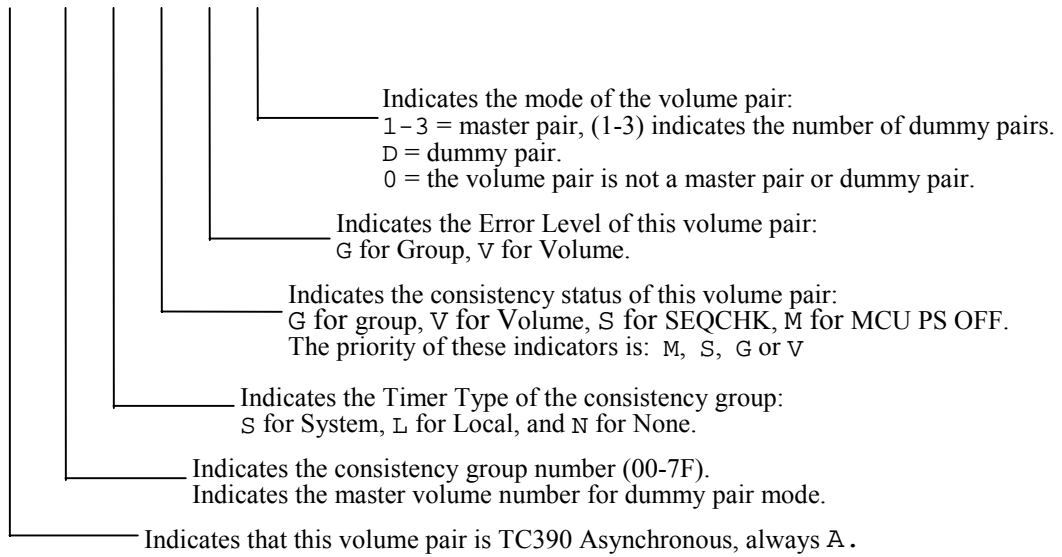 Indicates the mode of the volume pair:
1-3 = master pair, (1-3) indicates the number of dummy pairs.
D = dummy pair.
0 = the volume pair is not a master pair or dummy pair.
Indicates the Error Level of this volume pair:
G for Group, V for Volume.
Indicates the consistency status of this volume pair:
G for group, V for Volume, S for SEQCHK, M for MCU PS OFF.
The priority of these indicators is: M, S, G or V
Indicates the Timer Type of the consistency group:
S for System, L for Local, and N for None.
Indicates the consistency group number (00-7F).
Indicates the master volume number for dummy pair mode.
Indicates that this volume pair is TC390 Asynchronous, always A.